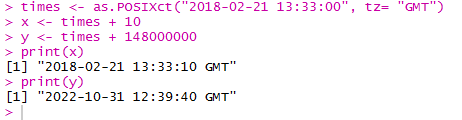 > times <- as.POSIXct("2018-02-21 13:33:00", tz= "GMT")
> x <- times + 10
> y <- times + 148000000
> print(x)
[1] "2018-02-21 13:33:10 GMT"
> print(y)
[1] "2022-10-31 12:39:40 GMT"
>